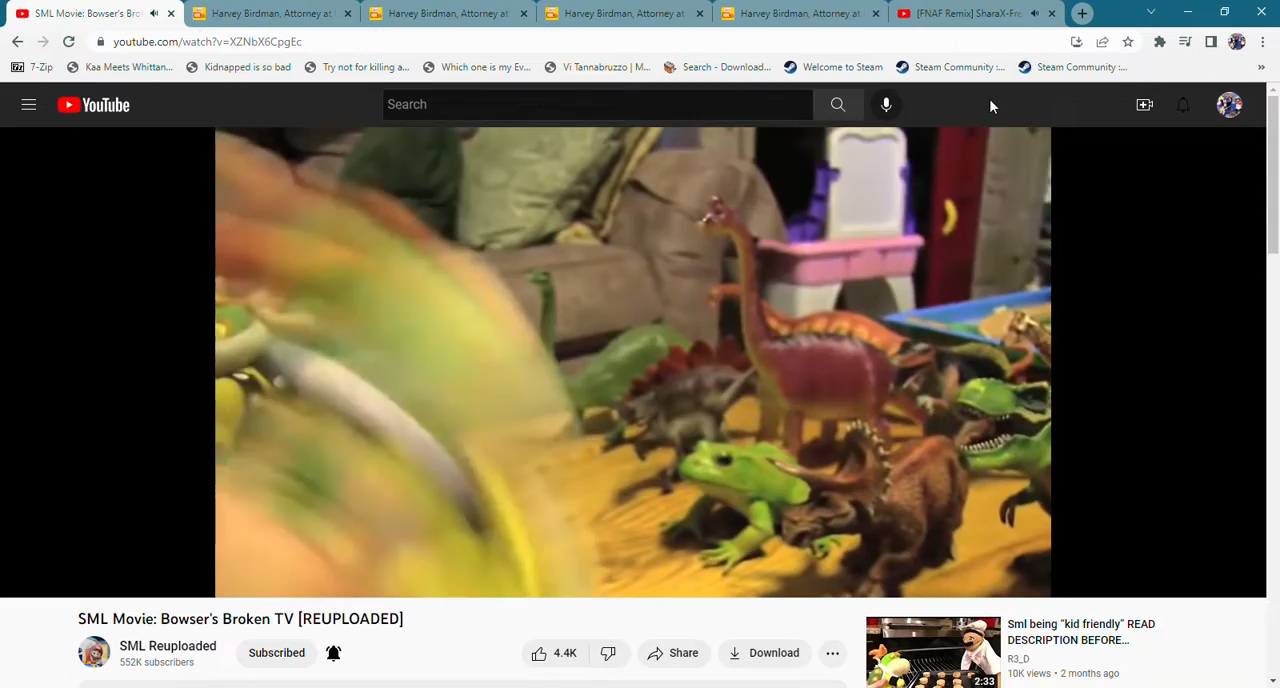 SML Movie: Bowser's Bro
Harvey Birdman, Attorney at
Harvey Birdman, Attorney at
Harvey Birdman, Attorney at
Harvey Birdman, Attorney at
[FNAF Remix] SharaX-Fre
youtube.com/watch?v=XZNbX6CpgEc
7-Zip
Kaa Meets Whittan...
Kidnapped is so bad
Try not for killing a...
Which one is my Ev...
Vi Tannabruzzo | M...
Search - Download...
Welcome to Steam
Steam Community :...
Steam Community :...
YouTube
Search
SML Movie: Bowser's Broken TV [REUPLOADED]
SML Reuploaded
552K subscribers
Subscribed
4.4K
Share
Download
Sml being “kid friendly” READ
DESCRIPTION BEFORE...
R3_D
10K views • 2 months ago
2:33